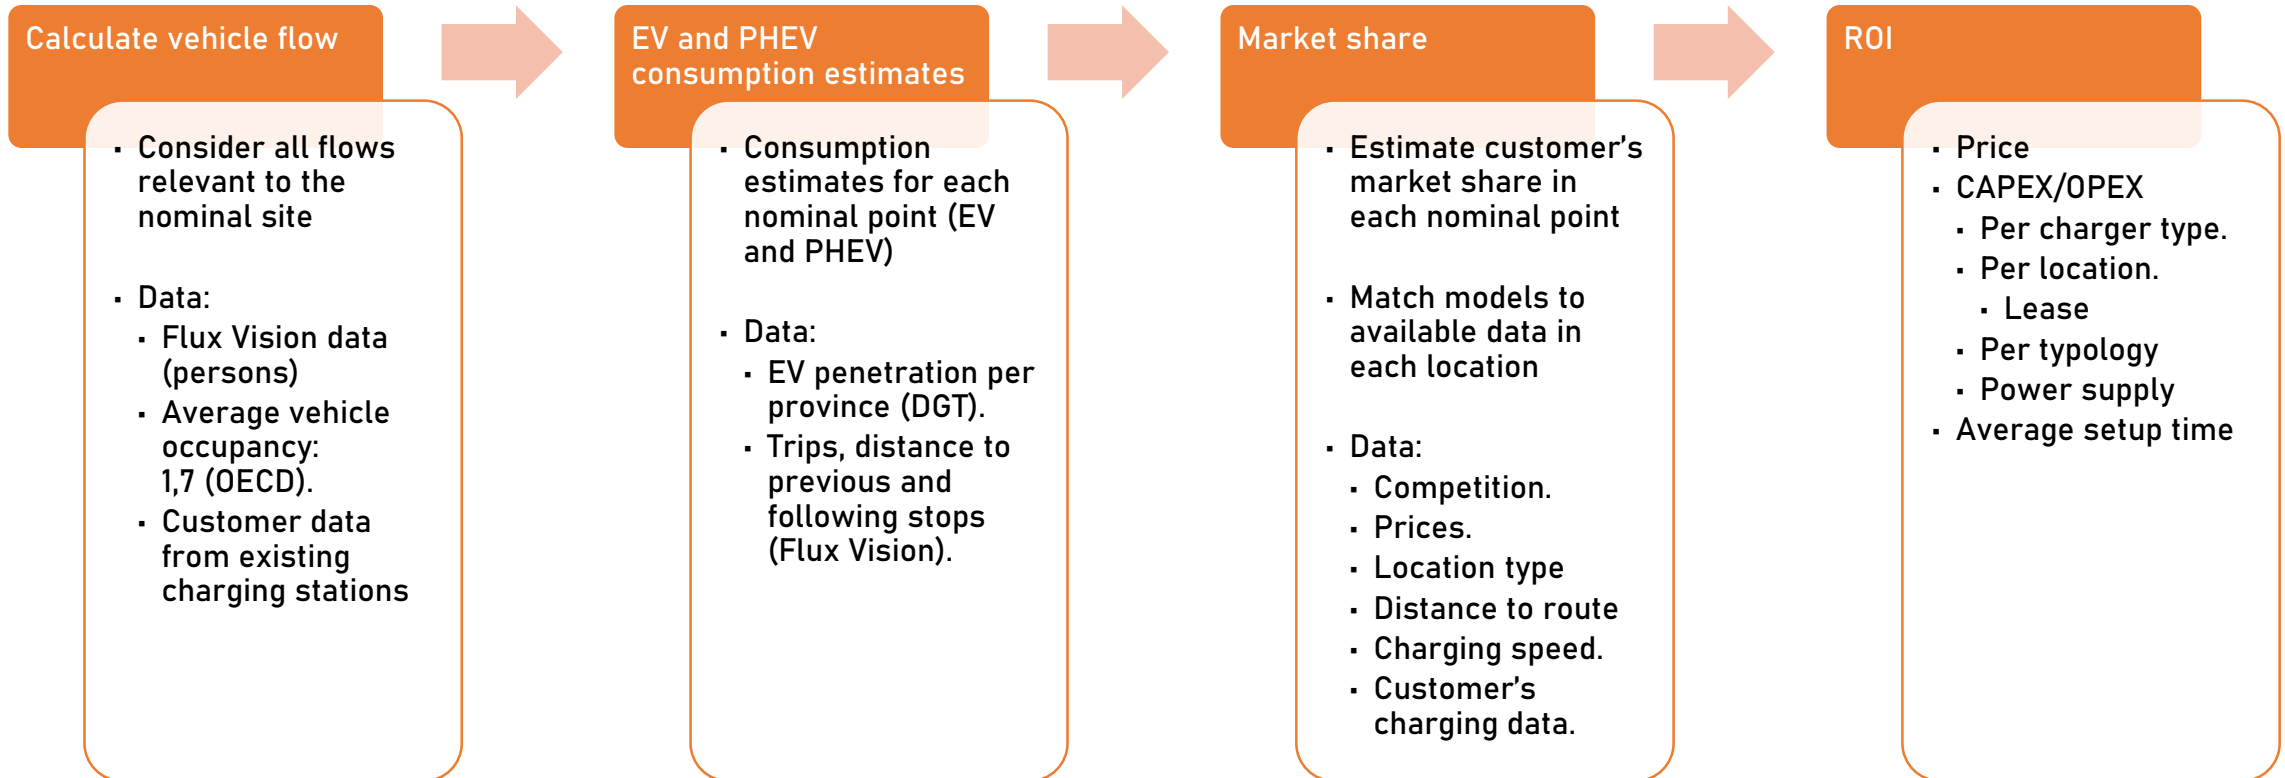 Calculate vehicle flow
▪ Consider all flows
relevant to the
nominal site
▪ Data:
▪ Flux Vision data
(persons)
▪ Average vehicle
occupancy:
1,7 (OECD).
▪ Customer data
from existing
charging stations
EV and PHEV
consumption estimates
▪ Consumption
estimates for each
nominal point (EV
and PHEV)
▪ Data:
▪ EV penetration per
province (DGT).
▪ Trips, distance to
previous and
following stops
(Flux Vision).
Market share
▪ Estimate customer’s
market share in
each nominal point
▪ Match models to
available data in
each location
▪ Data:
▪ Competition.
▪ Prices.
▪ Location type
▪ Distance to route
▪ Charging speed.
▪ Customer’s
charging data.
ROI
▪ Price
▪ CAPEX/OPEX
▪ Per charger type.
▪ Per location.
▪ Lease
▪ Per typology
▪ Power supply
▪ Average setup time